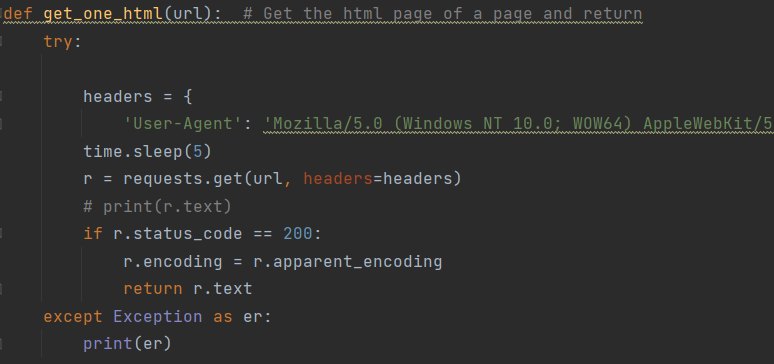 def get_one_html(url):  # Get the html page of a page and return
    try:
        headers = {
            'User-Agent': 'Mozilla/5.0 (Windows NT 10.0; WOW64) AppleWebKit/5
        time.sleep(5)
        r = requests.get(url, headers=headers)
        # print(r.text)
        if r.status_code == 200:
            r.encoding = r.apparent_encoding
            return r.text
    except Exception as er:
        print(er)